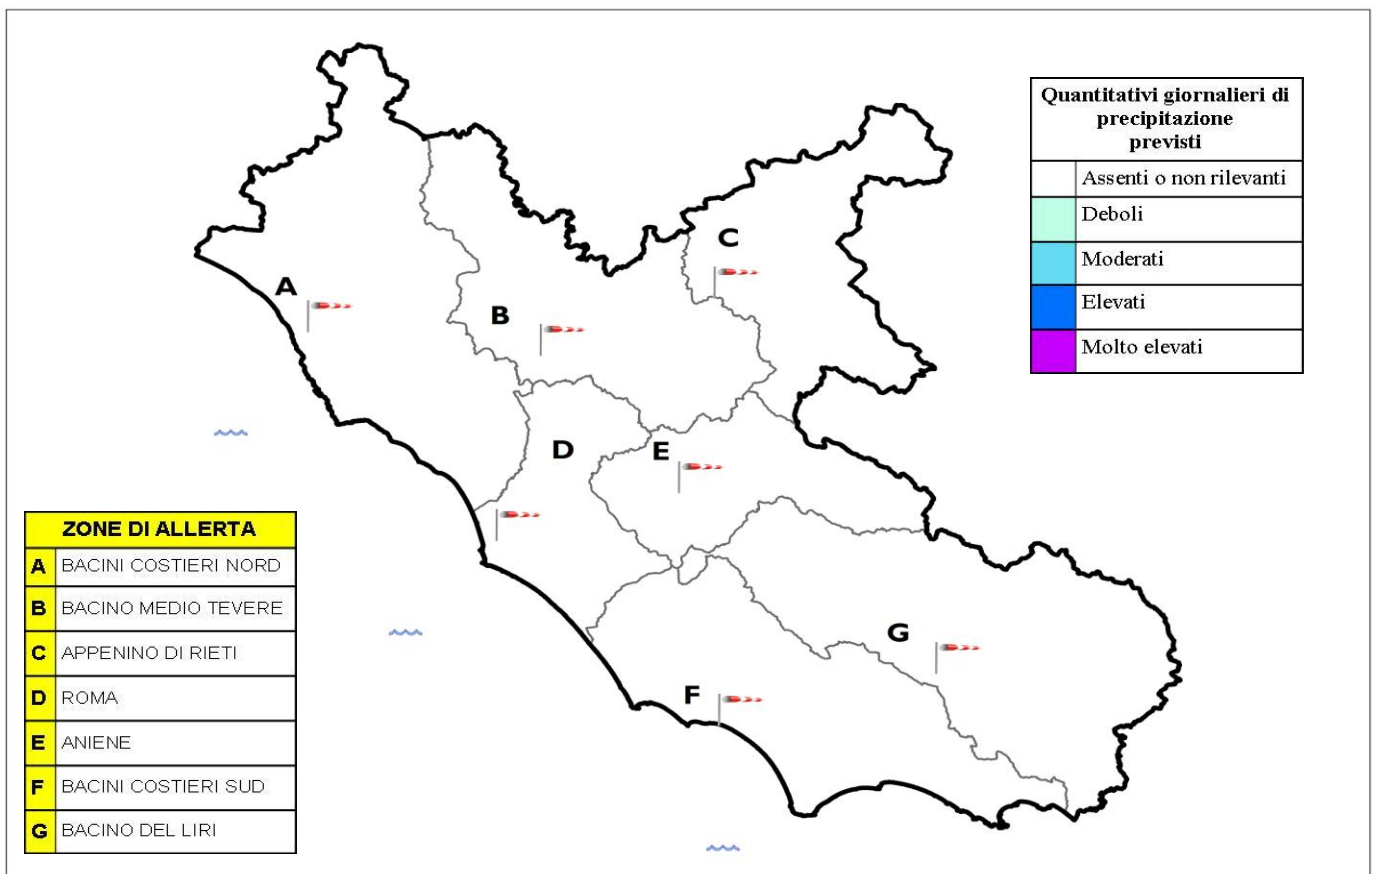 Quantitativi giornalieri di
precipitazione
previsti
Assenti o non rilevanti
Deboli
Moderati
Elevati
Molto elevati
C
A
B
D
E
G
F
ZONE DI ALLERTA
A BACINI COSTIERI NORD
B BACINO MEDIO TEVERE
C APPENINO DI RIETI
D ROMA
E ANIENE
F BACINI COSTIERI SUD
G BACINO DEL LIRI